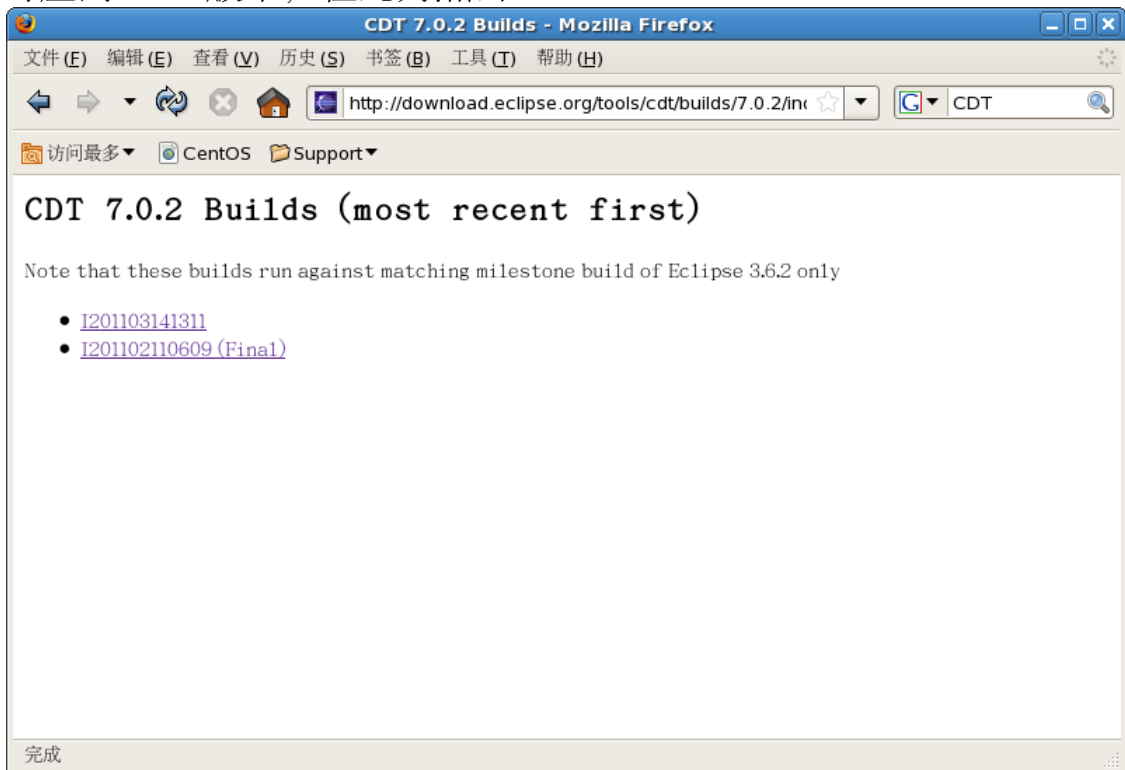 CDT 7.0.2 Builds - Mozilla Firefox
文件(F) 编辑(E) 查看(V) 历史(S) 书签(B) 工具(T) 帮助(H)
http://download.eclipse.org/tools/cdt/builds/7.0.2/in
G CDT
访问最多 CentOS Support
CDT 7.0.2 Builds (most recent first)
Note that these builds run against matching milestone build of Eclipse 3.6.2 only
I201103141311
I201102110609 (Final)
完成